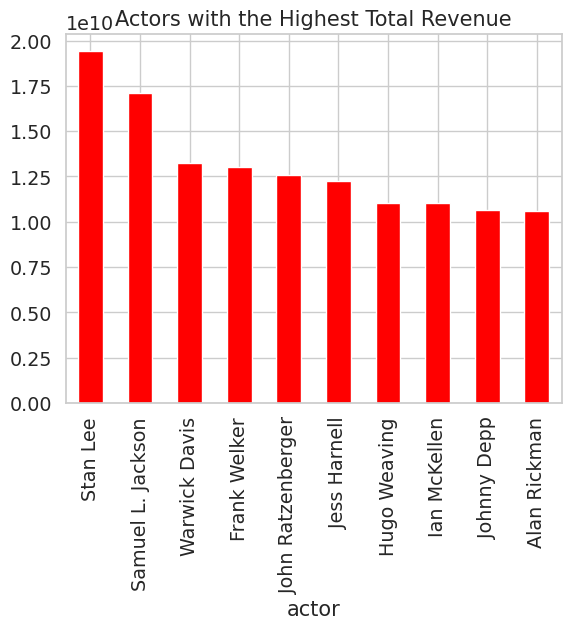 Actors with the Highest Total Revenue
1e10
2.00
1.75
1.50
1.25
1.00
0.75
0.50
0.25
0.00
Stan Lee
Samuel L. Jackson
Warwick Davis
Frank Welker
John Ratzenberger
Jess Harnell
Hugo Weaving
Ian McKellen
Johnny Depp
Alan Rickman
actor